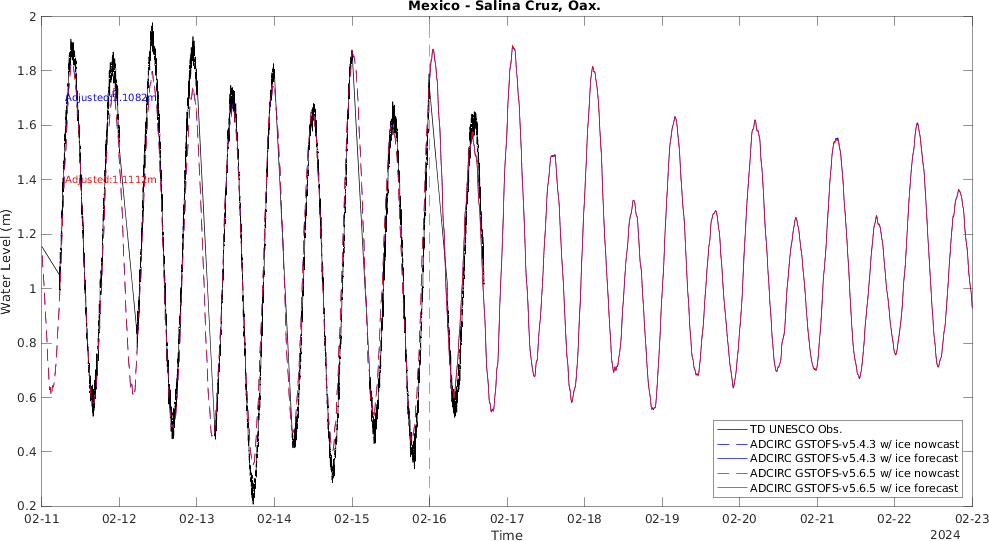 Mexico - Salina Cruz, Oax.
2
1.8
1.6
1.4
1.2
1
0.8
0.6
0.4
0.2
Water Level (m)
Adjusted:1.1082m
Adjusted:1.1112m
TD UNESCO Obs.
ADCIRC GSTOFS-v5.4.3 w/ ice nowcast
ADCIRC GSTOFS-v5.4.3 w/ ice forecast
ADCIRC GSTOFS-v5.6.5 w/ ice nowcast
ADCIRC GSTOFS-v5.6.5 w/ ice forecast
02-11 02-12 02-13 02-14 02-15 02-16 02-17 02-18 02-19 02-20 02-21 02-22 02-23
Time
2024